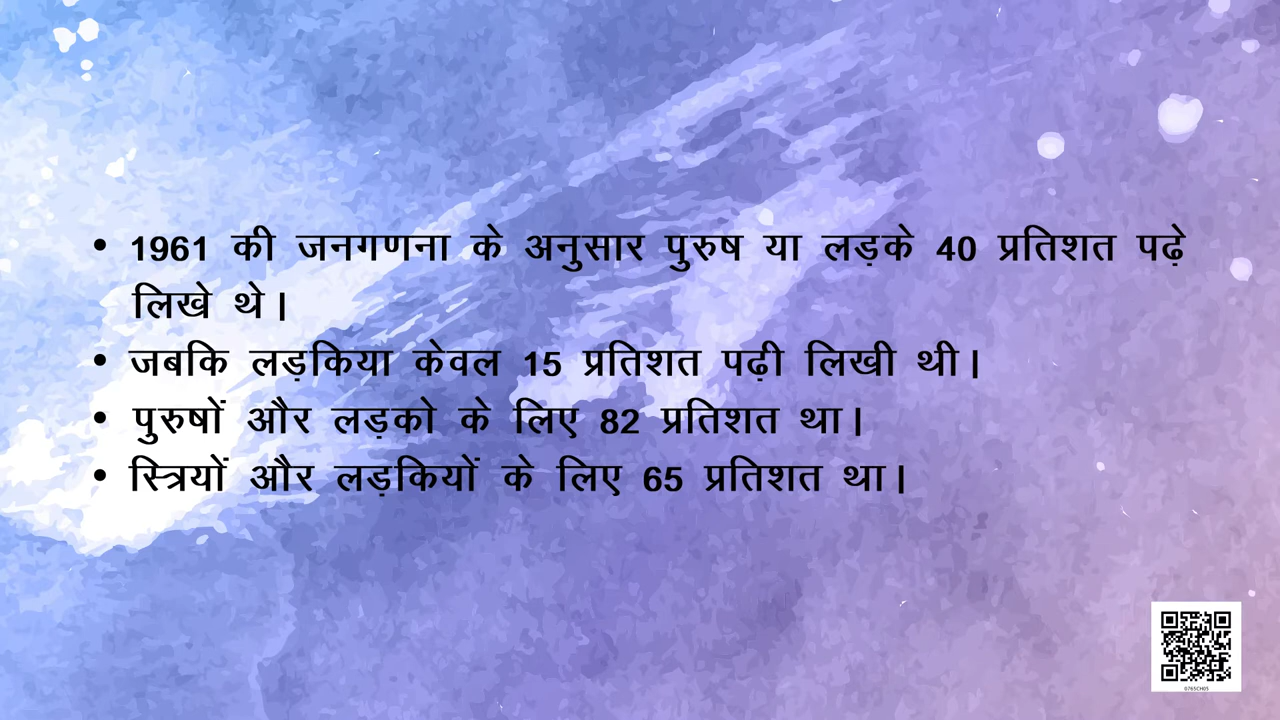 • 1961 की जनगणना के अनुसार पुरुष या लड़के 40 प्रतिशत पढ़े
लिखे थे।
• जबकि लड़किया केवल 15 प्रतिशत पढ़ी लिखी थी।
• पुरुषों और लड़को के लिए 82 प्रतिशत था।
• स्त्रियों और लड़कियों के लिए 65 प्रतिशत था।
0765CH05